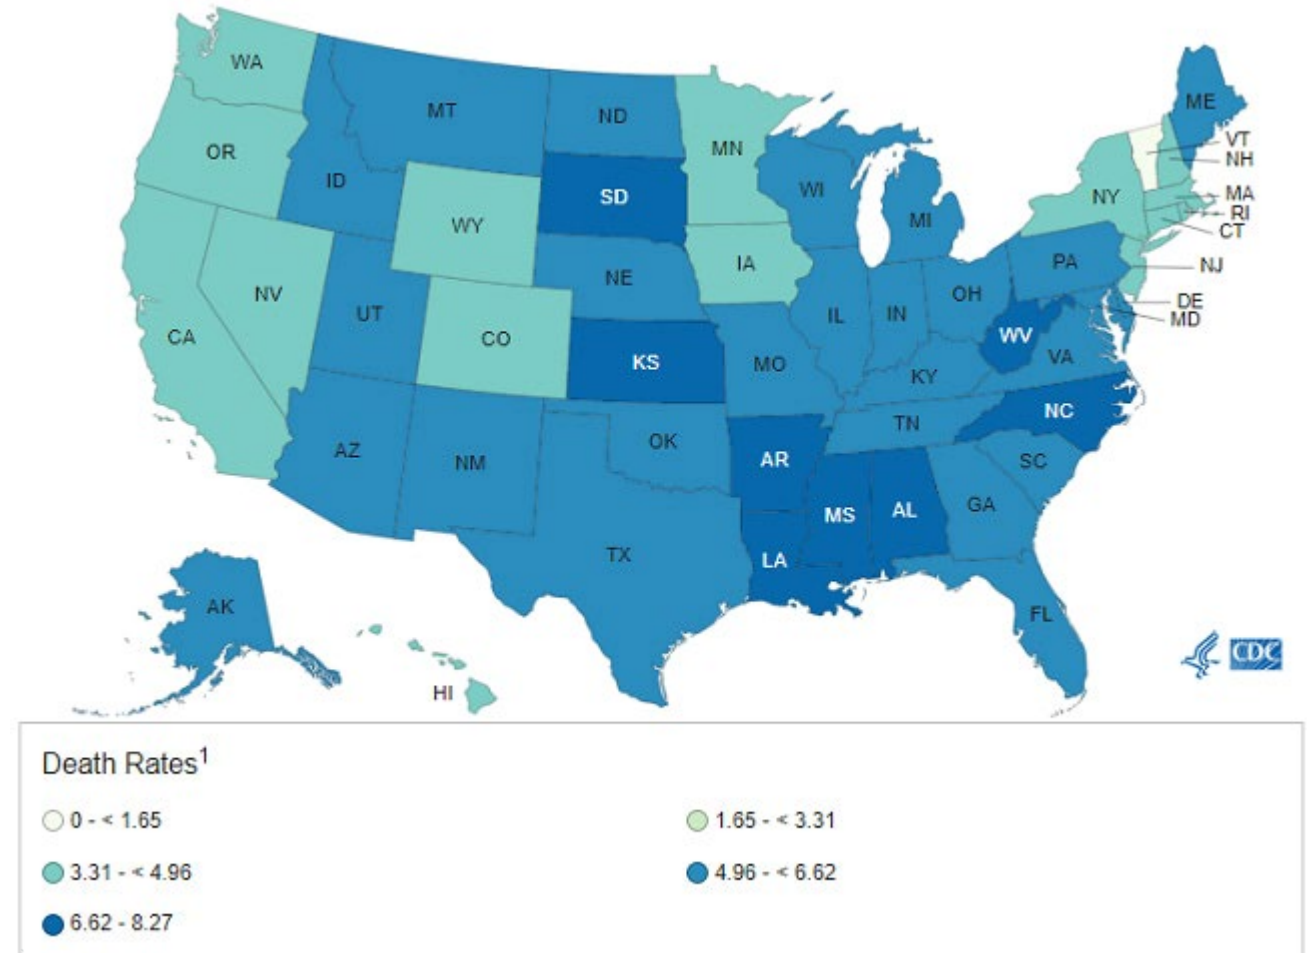 WA
MT
ND
MN
ME
VT
NH
OR
ID
SD
WI
MI
NY
MA
RI
CT
WY
IA
PA
NJ
NE
NV
UT
CO
IL
IN
OH
DE
MD
CA
KS
MO
WV
VA
KY
NC
TN
AZ
NM
OK
AR
SC
MS
AL
GA
TX
LA
AK
FL
HI
CDC
Death Rates¹
0 - < 1.65
1.65 - < 3.31
3.31 - < 4.96
4.96 - < 6.62
6.62 - 8.27